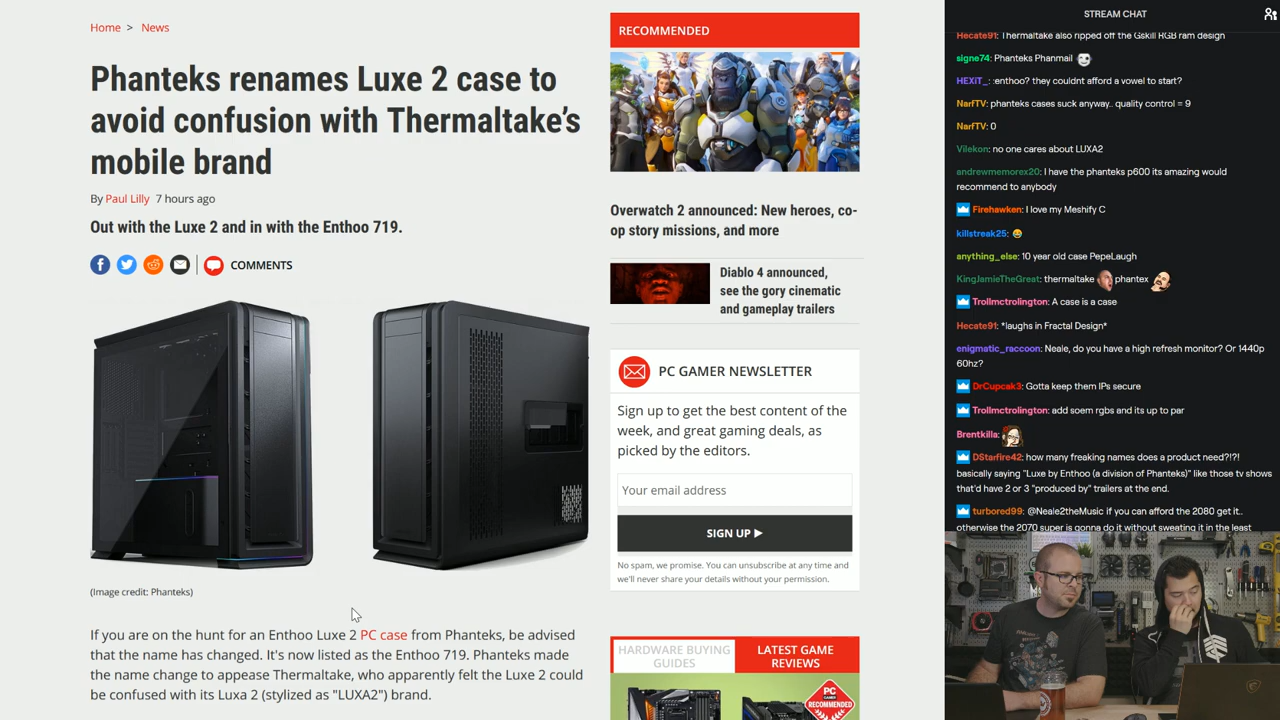 Home > News
Phanteks renames Luxe 2 case to
avoid confusion with Thermaltake's
mobile brand
By Paul Lilly 7 hours ago
Out with the Luxe 2 and in with the Enthoo 719.
COMMENTS
(Image credit: Phanteks)
If you are on the hunt for an Enthoo Luxe 2 PC case from Phanteks, be advised
that the name has changed. It's now listed as the Enthoo 719. Phanteks made
the name change to appease Thermaltake, who apparently felt the Luxe 2 could
be confused with its Luxa 2 (stylized as "LUXA2") brand.
RECOMMENDED
Overwatch 2 announced: New heroes, co-
op story missions, and more
Diablo 4 announced,
see the gory cinematic
and gameplay trailers
PC GAMER NEWSLETTER
Sign up to get the best content of the
week, and great gaming deals, as
picked by the editors.
Your email address
SIGN UP ▶
No spam, we promise. You can unsubscribe at any time and
we'll never share your details without your permission.
HARDWARE BUYING
GUIDES
LATEST GAME
REVIEWS
PC
GAMER
RECOMMENDED
STREAM CHAT
Hecate91: Thermaltake also ripped off the Gskill RGB ram design
signe74: Phanteks Phanmail
HEXiT_: :enthoo? they couldnt afford a vowel to start?
NarfTV: phanteks cases suck anyway.. quality control = 9
NarfTV: 0
Vilekon: no one cares about LUXA2
andrewmemorex20: I have the phanteks p600 its amazing would
recommend to anybody
Firehawken: I love my Meshify C
killstreak25: 😂
anything_else: 10 year old case PepeLaugh
KingJamieTheGreat: thermaltake phantex
Trollmctrolington: A case is a case
Hecate91: *laughs in Fractal Design*
enigmatic_raccoon: Neale, do you have a high refresh monitor? Or 1440p
60hz?
DrCupcak3: Gotta keep them IPs secure
Trollmctrolington: add soem rgbs and its up to par
Brentkilla:
DStarfire42: how many freaking names does a product need?!?!
basically saying "Luxe by Enthoo (a division of Phanteks)" like those tv shows
that'd have 2 or 3 "produced by" trailers at the end.
turbored99: @Neale2theMusic if you can afford the 2080 get it..
otherwise the 2070 super is gonna do it without sweating it in the least